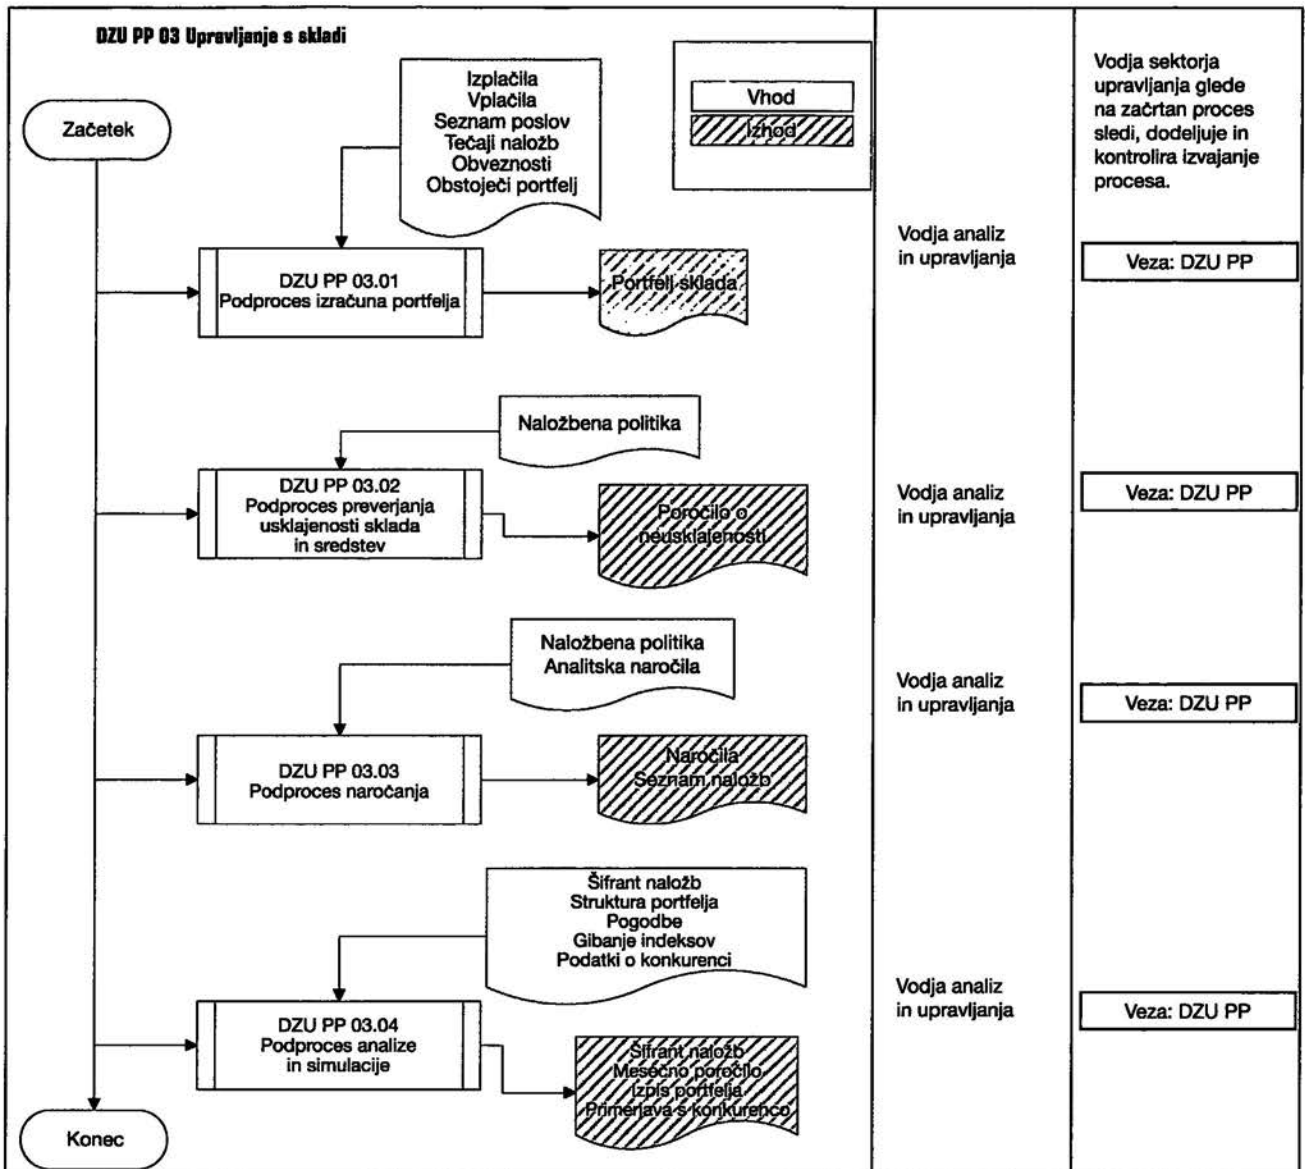 DZU PP 03 Upravljanje s skladi
Začetek
Izplačila
Vplačila
Seznam poslov
Tečaji naložb
Obveznosti
Obstoječi portfelj
Vhod
Izhod
Vodja sektorja
upravljanja glede
na začrtan proces
sledi, dodeljuje in
kontrolira izvajanje
procesa.
DZU PP 03.01
Podproces izračuna portfelja
Portfelj sklada
Vodja analiz
in upravljanja
Veza: DZU PP
Naložbena politika
DZU PP 03.02
Podproces preverjanja
usklajenosti sklada
in sredstev
Poročilo o
neusklajenosti
Vodja analiz
in upravljanja
Veza: DZU PP
Naložbena politika
Analitska naročila
DZU PP 03.03
Podproces naročanja
Naročila
Seznam naložb
Vodja analiz
in upravljanja
Veza: DZU PP
Šifrant naložb
Struktura portfelja
Pogodbe
Gibanje indeksov
Podatki o konkurenci
DZU PP 03.04
Podproces analize
in simulacije
Šifrant naložb
Mesečno poročilo
Izpis portfelja
Primerjava s konkurenco
Vodja analiz
in upravljanja
Veza: DZU PP
Konec